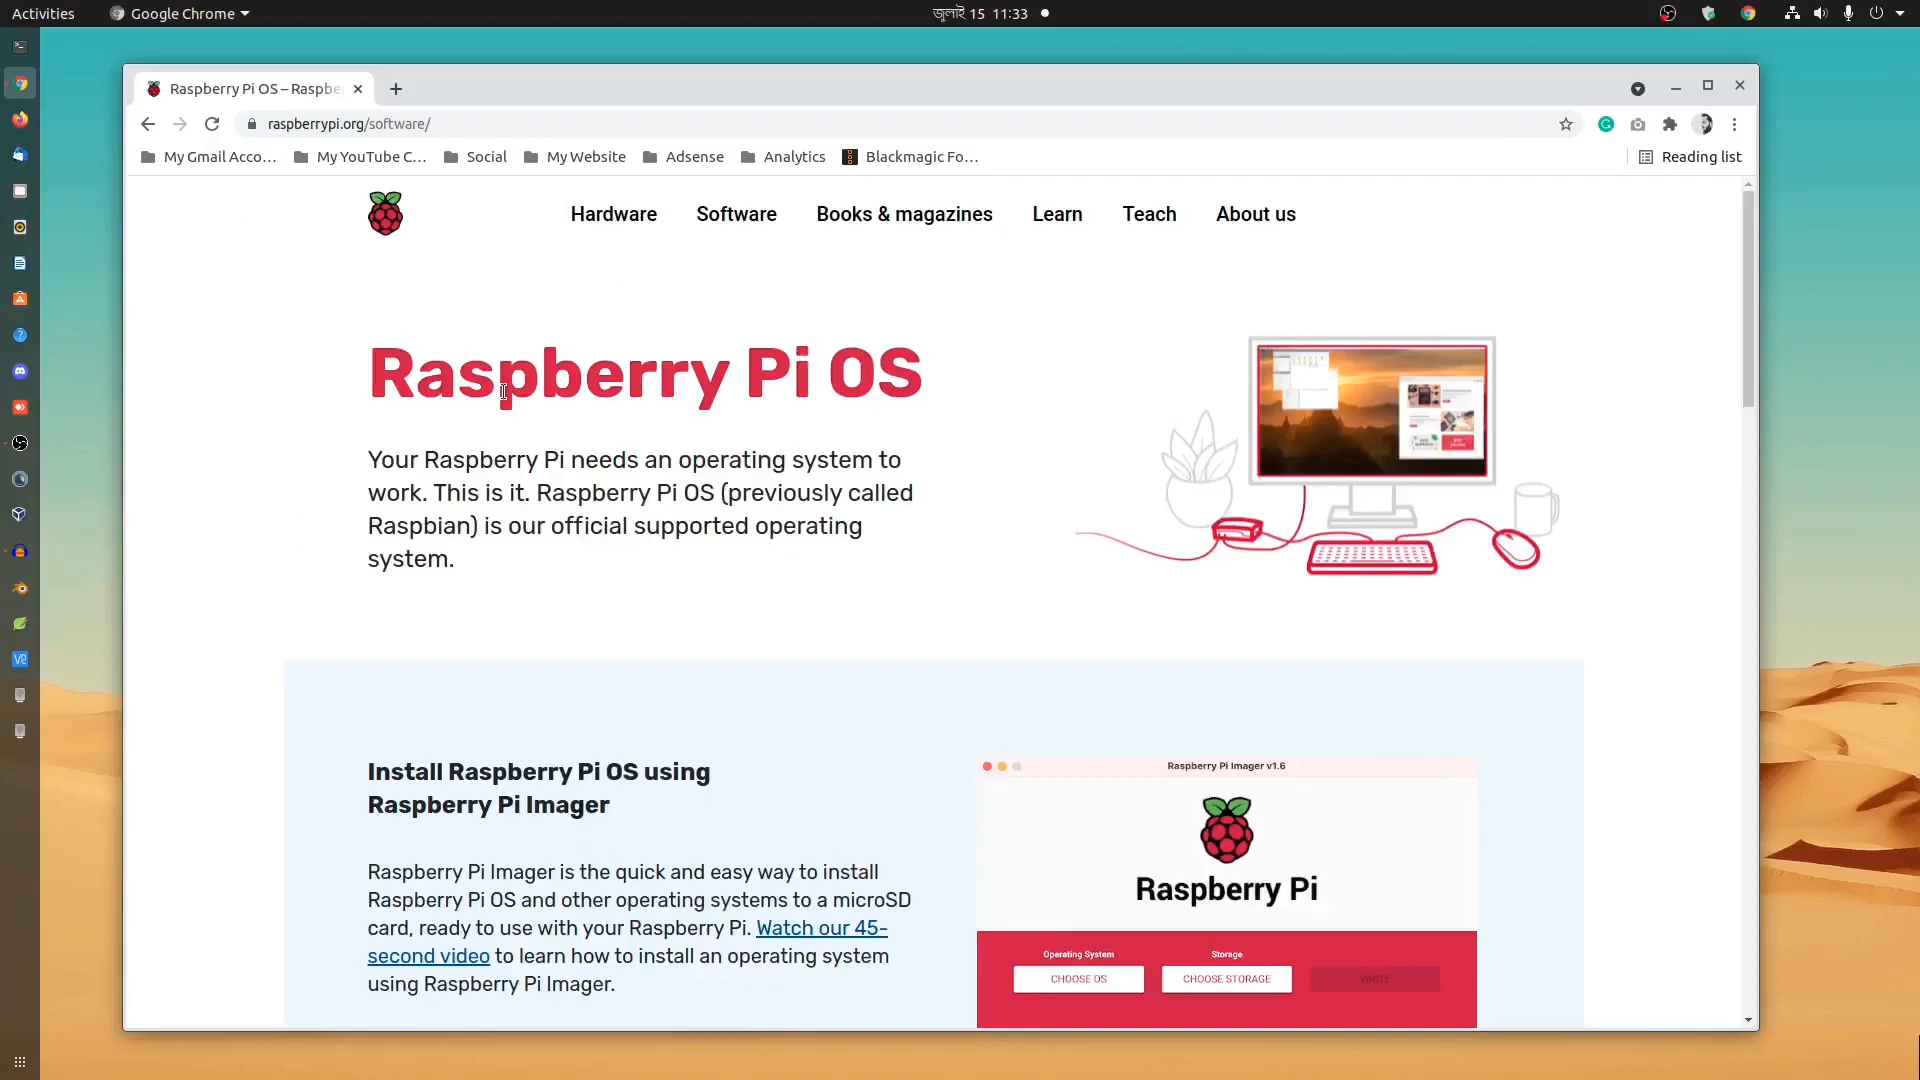 Activities
Google Chrome
জুলাই 15 11:33
Raspberry Pi OS – Raspbe
raspberrypi.org/software/
My Gmail Acco...
My YouTube C...
Social
My Website
Adsense
Analytics
Blackmagic Fo...
Reading list
Hardware
Software
Books & magazines
Learn
Teach
About us
Raspberry Pi OS
Your Raspberry Pi needs an operating system to
work. This is it. Raspberry Pi OS (previously called
Raspbian) is our official supported operating
system.
Install Raspberry Pi OS using
Raspberry Pi Imager
Raspberry Pi Imager is the quick and easy way to install
Raspberry Pi OS and other operating systems to a microSD
card, ready to use with your Raspberry Pi. Watch our 45-
second video to learn how to install an operating system
using Raspberry Pi Imager.
Raspberry Pi Imager v1.6
Raspberry Pi
Operating System
Storage
CHOOSE OS
CHOOSE STORAGE
WRITE